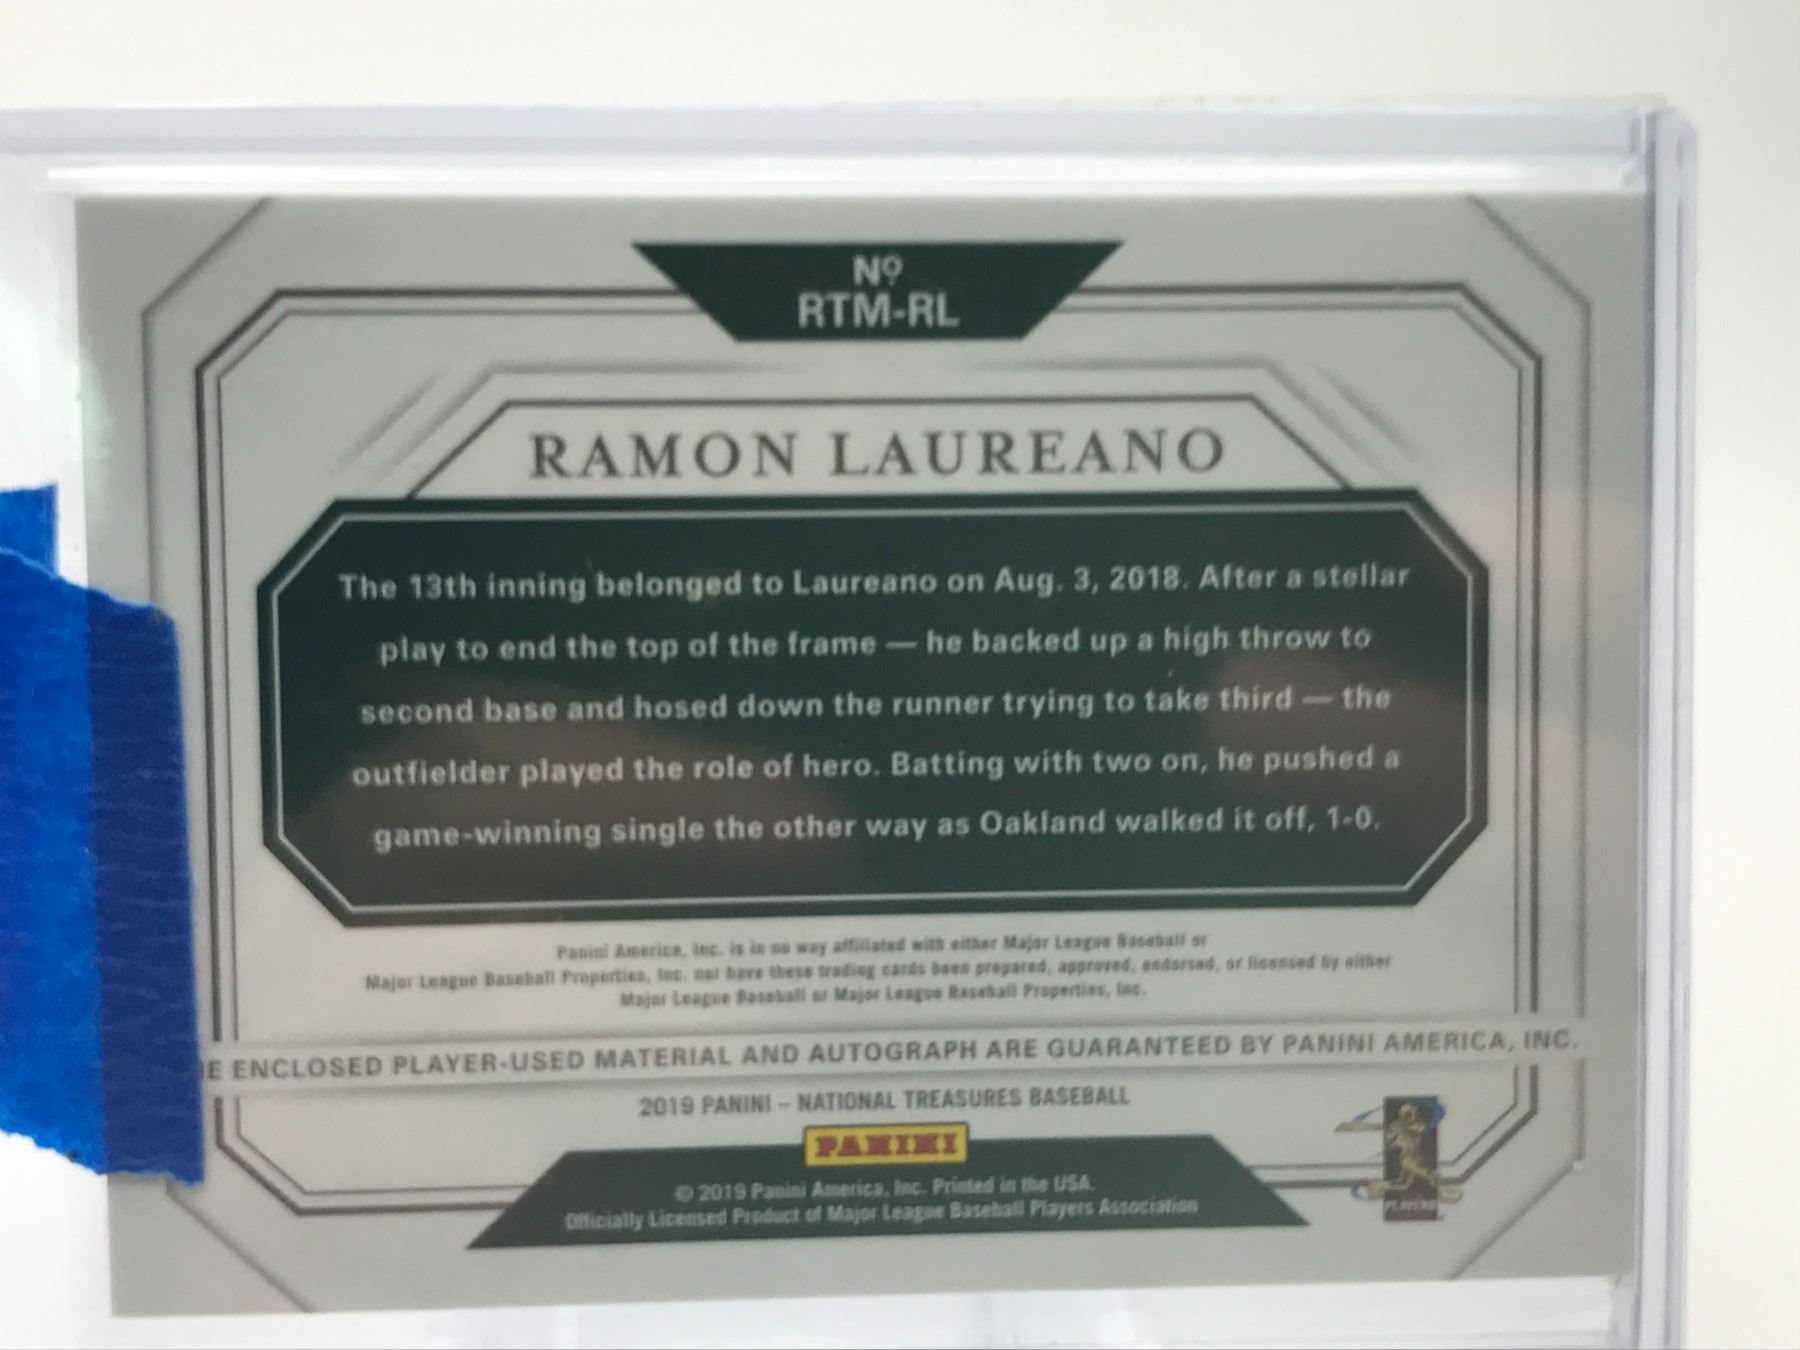 Nº
RTM-RL
RAMON LAUREANO
The 13th inning belonged to Laureano on Aug. 3, 2018. After a stellar
play to end the top of the frame — he backed up a high throw to
second base and hosed down the runner trying to take third — the
outfielder played the role of hero. Batting with two on, he pushed a
game-winning single the other way as Oakland walked it off, 1-0.
Panini America, Inc. is in no way affiliated with either Major League Baseball or
Major League Baseball Properties, Inc. nor have these trading cards been prepared, approved, endorsed, or licensed by either
Major League Baseball or Major League Baseball Properties, Inc.
E ENCLOSED PLAYER-USED MATERIAL AND AUTOGRAPH ARE GUARANTEED BY PANINI AMERICA, INC.
2019 PANINI – NATIONAL TREASURES BASEBALL
PANINI
© 2019 Panini America, Inc. Printed in the USA.
Officially Licensed Product of Major League Baseball Players Association
PLAYERS